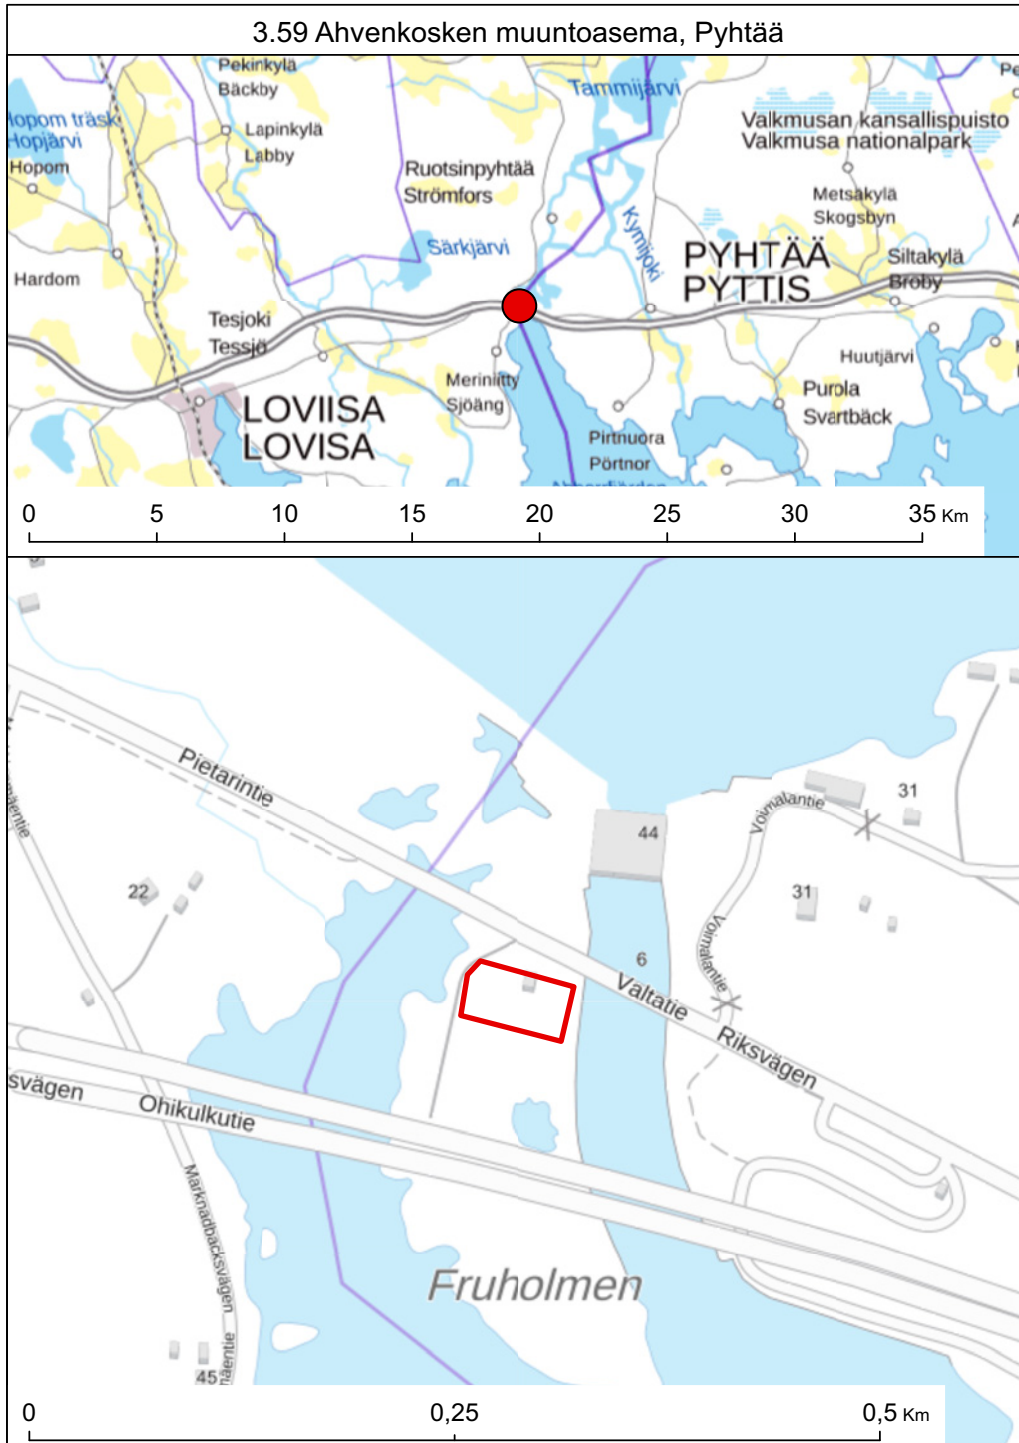 3.59 Ahvenkosken muuntoasema, Pyhtää
Pekinkylä
Bäckby
Tammijärvi
Hopjärvi
Lapinkylä
Labby
Valkmusan kansallispuisto
Valkmusa nationalpark
Hopom
Ruotsinpyhtää
Strömfors
Metsäkylä
Skogsbyn
Kymijoki
Särkjärvi
Hardom
PYHTÄÄ
PYTTIS
Siltakylä
Broby
Tesjoki
Tessjö
Huutjärvi
Meriniitty
Sjöäng
Purola
Svartbäck
LOVIISA
LOVISA
Pirtnuora
Pörtnor
0 5 10 15 20 25 30 35 Km
Pietarintie
Voimalantie
31
44
22
31
Voimalantie
6
Valtatie
Riksvägen
svägen
Ohikulkutie
Marknadbacksvägen
Fruholmen
45
0 0,25 0,5 Km